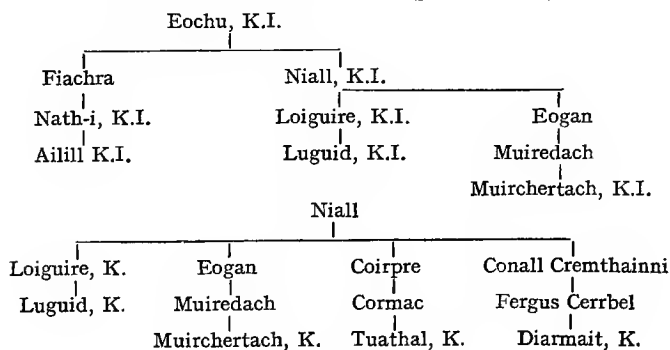 Eochu, K.I.
Fiachra Niall, K.I.
Nath-i, K.I. Loiguire, K.I. Eogan
Ailill K.I. Luguid, K.I. Muiredach
Muirchertach, K.I.
Niall
Loiguire, K. Eogan Coirpre Conall Cremthainni
Luguid, K. Muiredach Cormac Fergus Cerrbel
Muirchertach, K. Tuathal, K. Diarmait, K.